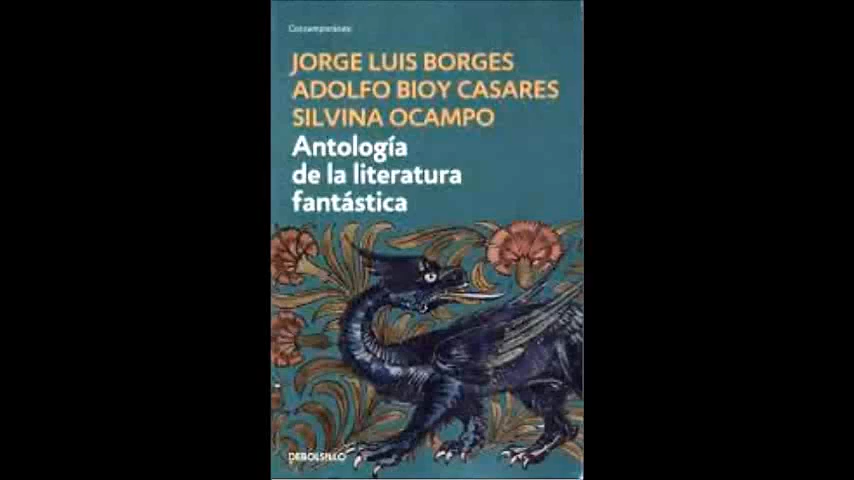 Contemporánea
JORGE LUIS BORGES
ADOLFO BIOY CASARES
SILVINA OCAMPO
Antología
de la literatura
fantástica
DEBOLSILLO